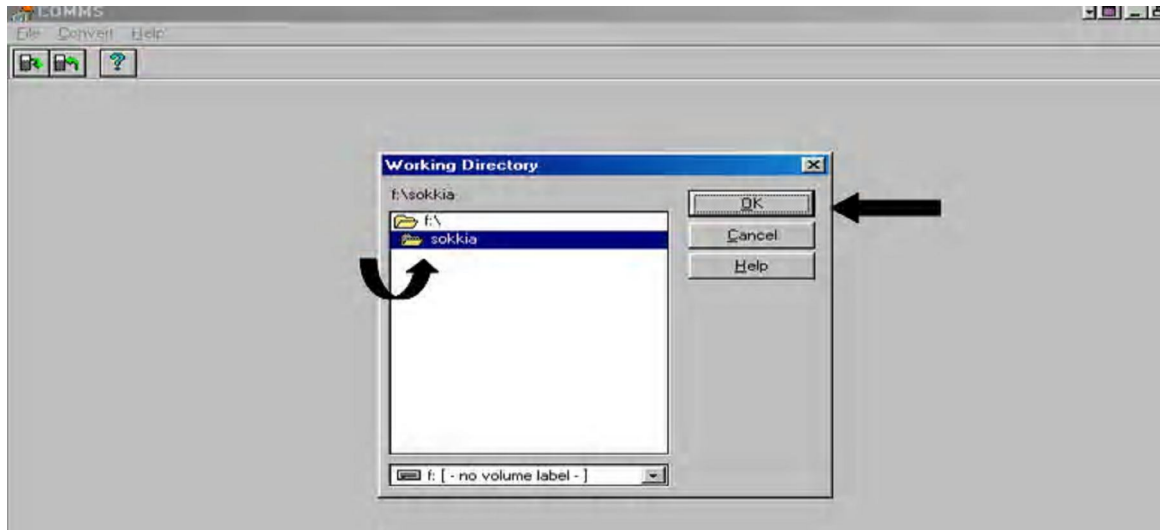 COMMS
File Convert Help
?
Working Directory
f:\sokkia
f:\
sokkia
OK
Cancel
Help
f: [ - no volume label - ]